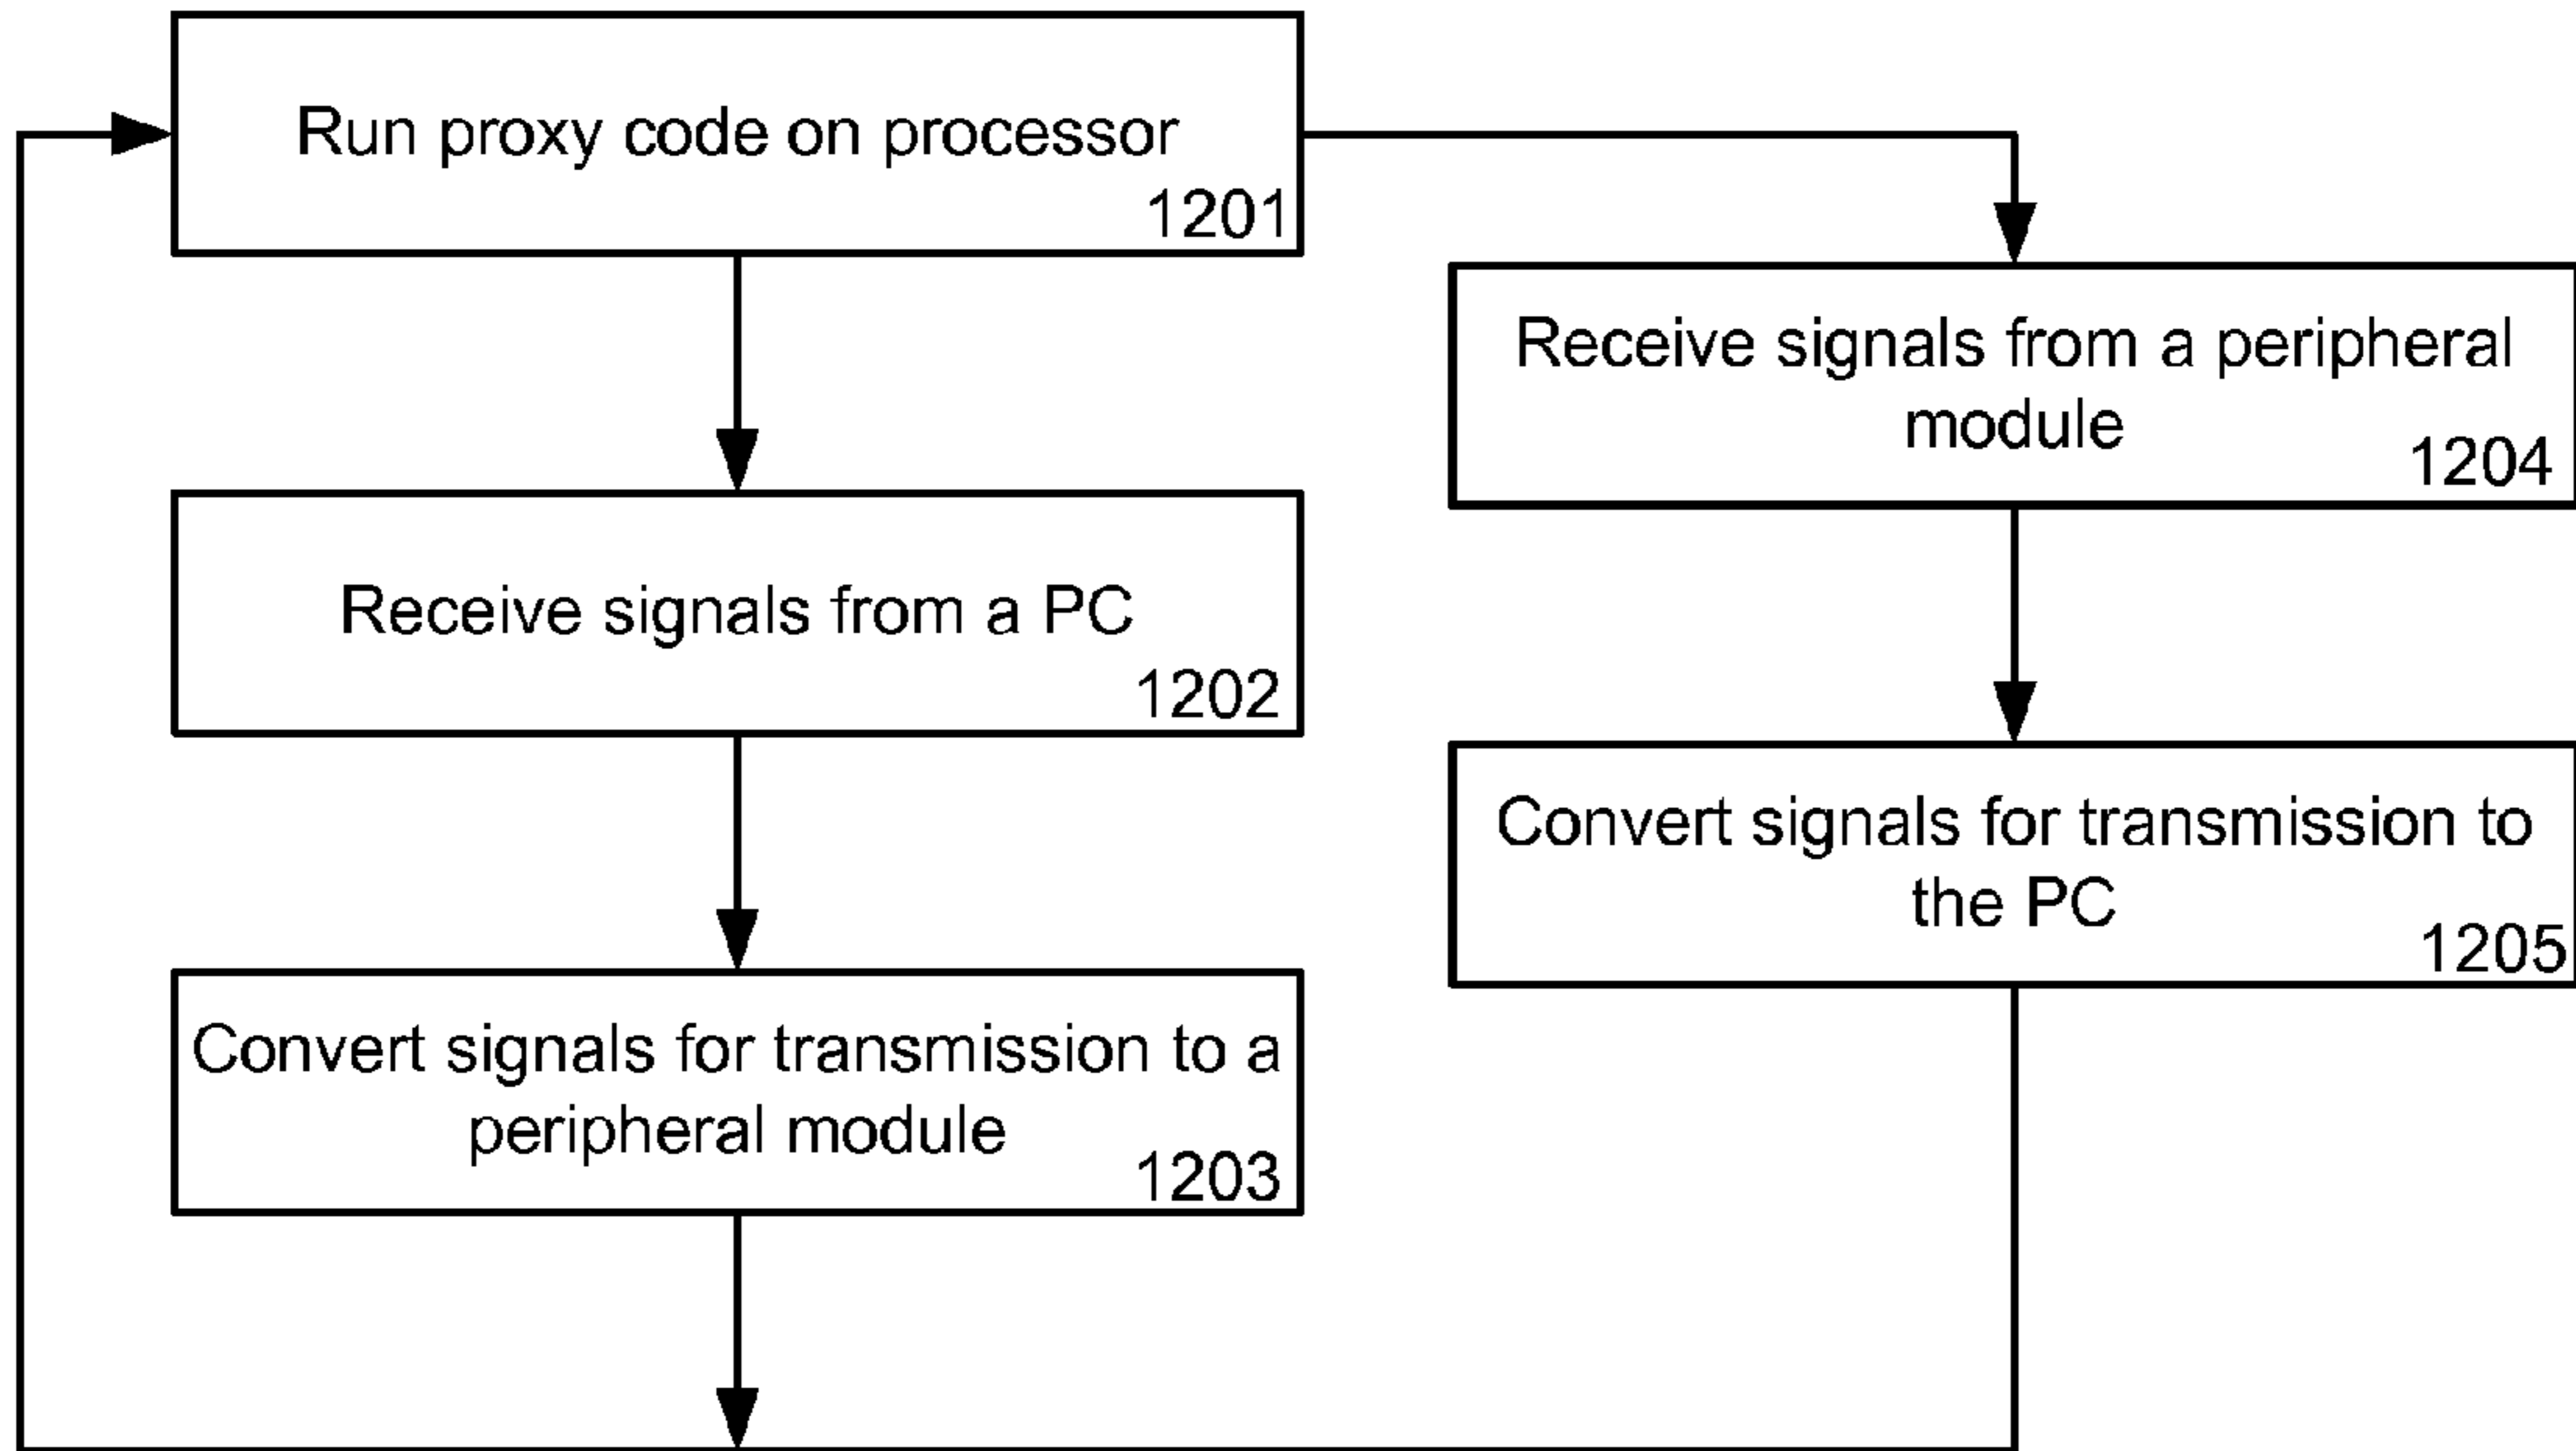 Run proxy code on processor
1201
Receive signals from a PC
1202
Convert signals for transmission to a
peripheral module
1203
Receive signals from a peripheral
module
1204
Convert signals for transmission to
the PC
1205